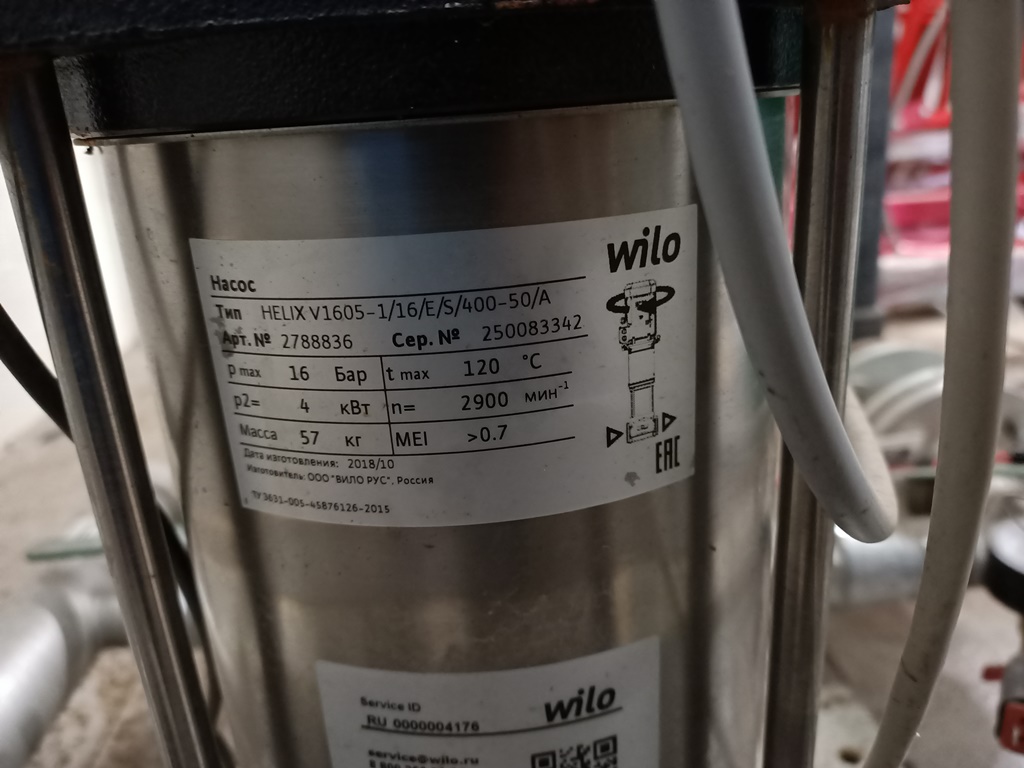 wilo
Насос
Тип HELIX V1605-1/16/E/S/400-50/A
Арт.№ 2788836 Сер. № 250083342
p max 16 Бар t max 120 °C
p2= 4 кВт n= 2900 мин⁻¹
Масса 57 кг MEI >0.7
Дата изготовления: 2018/10
Изготовитель: ООО "ВИЛО РУС", Россия
EAC
ТУ 3631-005-45876126-2015
Service ID wilo
RU 0000004176
service@wilo.ru